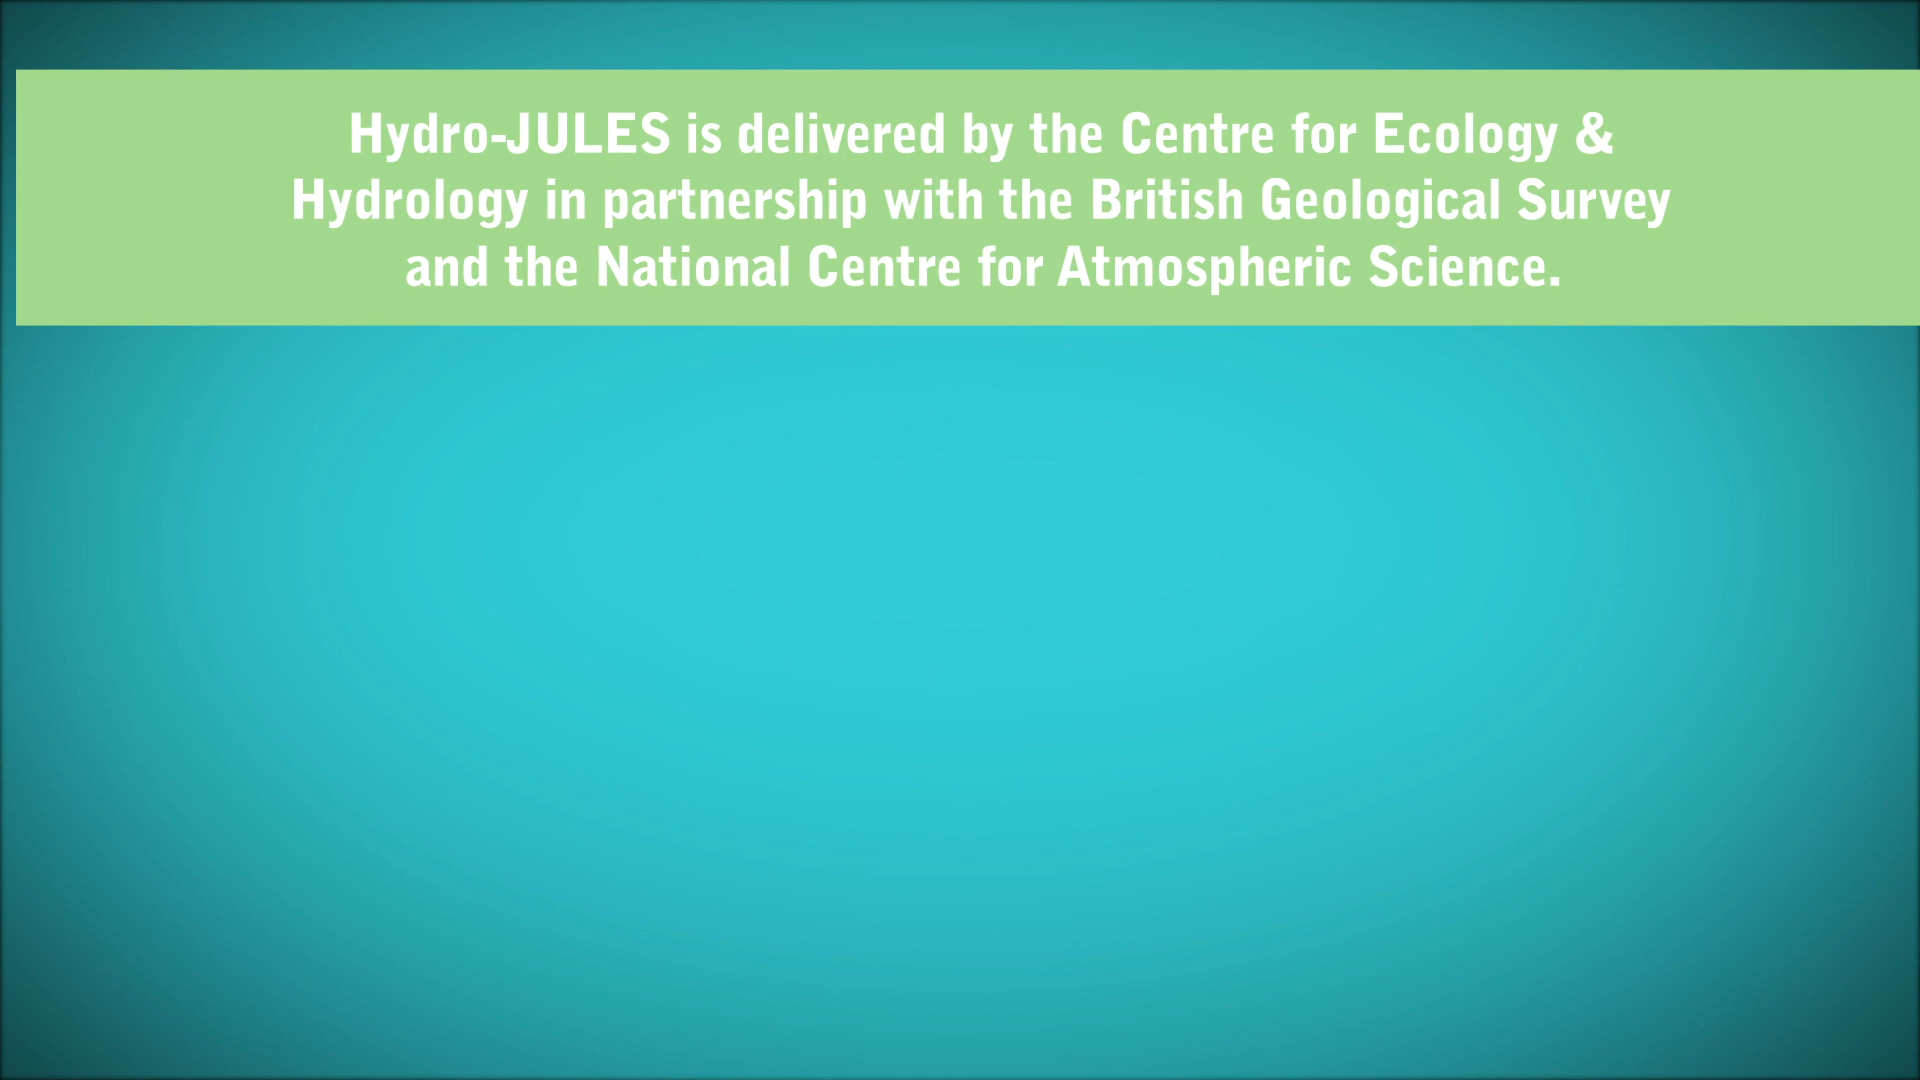 Hydro-JULES is delivered by the Centre for Ecology &
Hydrology in partnership with the British Geological Survey
and the National Centre for Atmospheric Science.